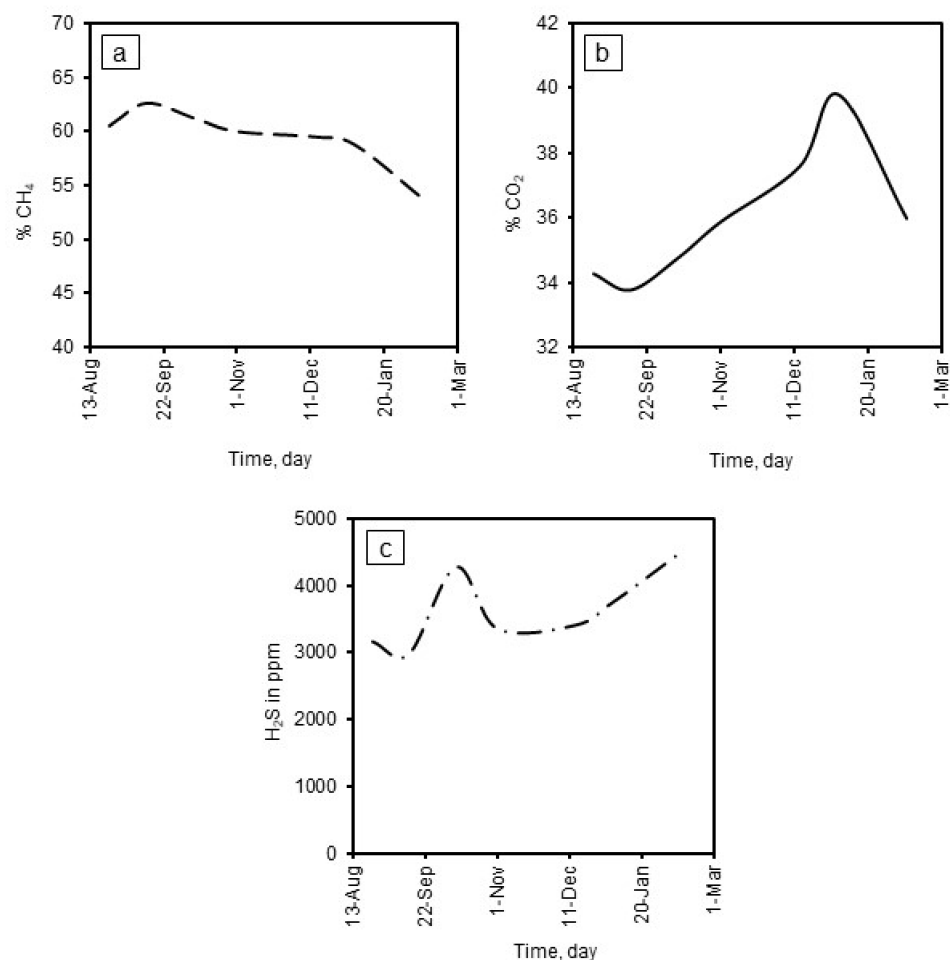 a
70
65
60
55
50
45
40
% CH₄
13-Aug
22-Sep
1-Nov
11-Dec
20-Jan
1-Mar
Time, day
b
42
40
38
36
34
32
% CO₂
13-Aug
22-Sep
1-Nov
11-Dec
20-Jan
1-Mar
Time, day
c
5000
4000
3000
2000
1000
0
H₂S in ppm
13-Aug
22-Sep
1-Nov
11-Dec
20-Jan
1-Mar
Time, day